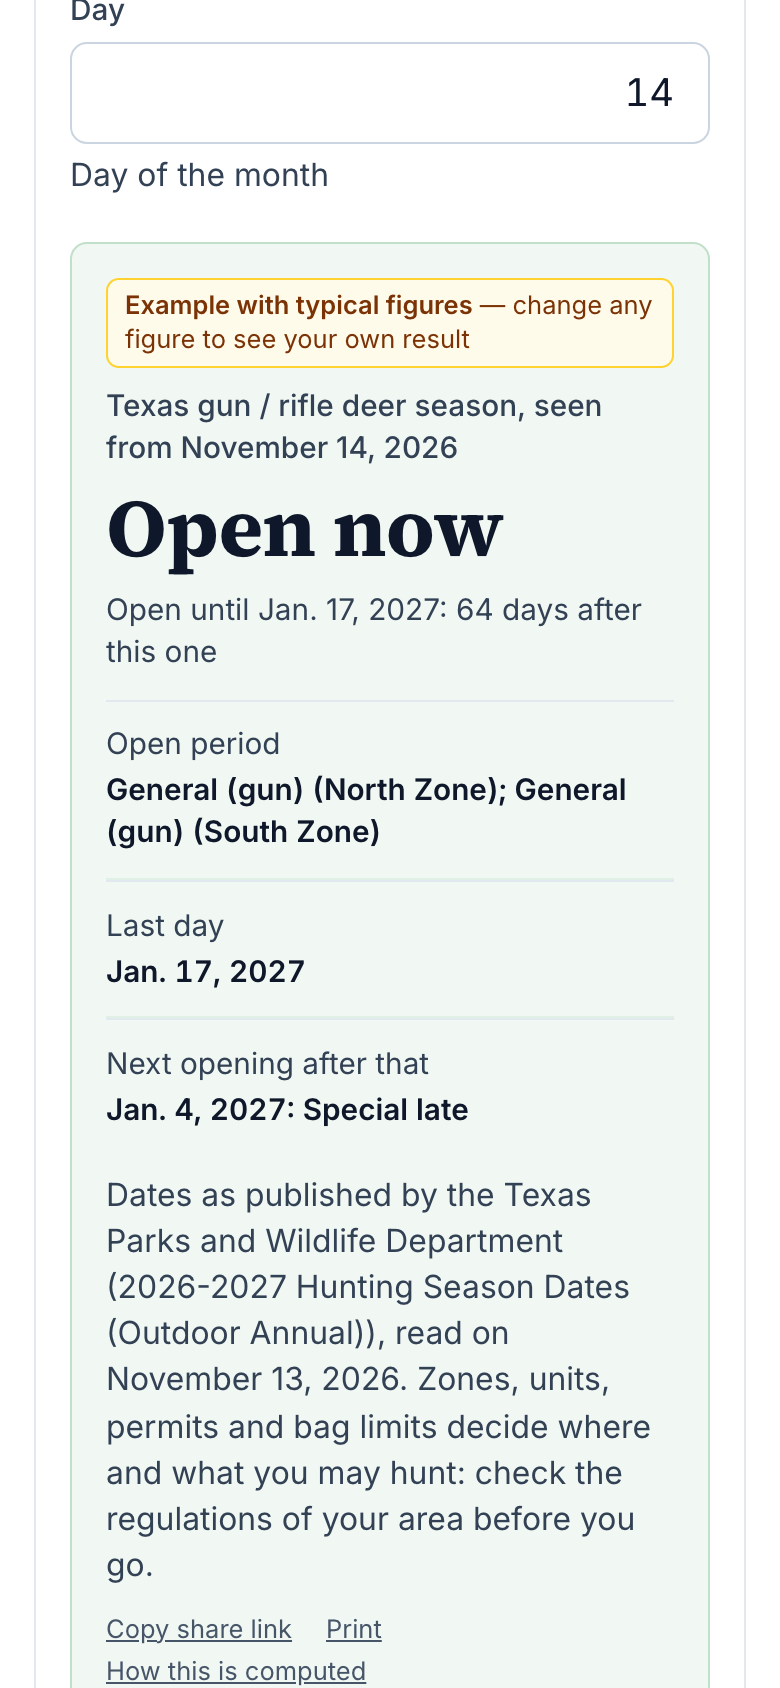 Day
14
Day of the month
Example with typical figures — change any
figure to see your own result
Texas gun / rifle deer season, seen
from November 14, 2026
Open now
Open until Jan. 17, 2027: 64 days after
this one
Open period
General (gun) (North Zone); General
(gun) (South Zone)
Last day
Jan. 17, 2027
Next opening after that
Jan. 4, 2027: Special late
Dates as published by the Texas
Parks and Wildlife Department
(2026-2027 Hunting Season Dates
(Outdoor Annual)), read on
November 13, 2026. Zones, units,
permits and bag limits decide where
and what you may hunt: check the
regulations of your area before you
go.
Copy share link Print
How this is computed